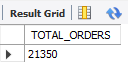 Result Grid
TOTAL_ORDERS
21350